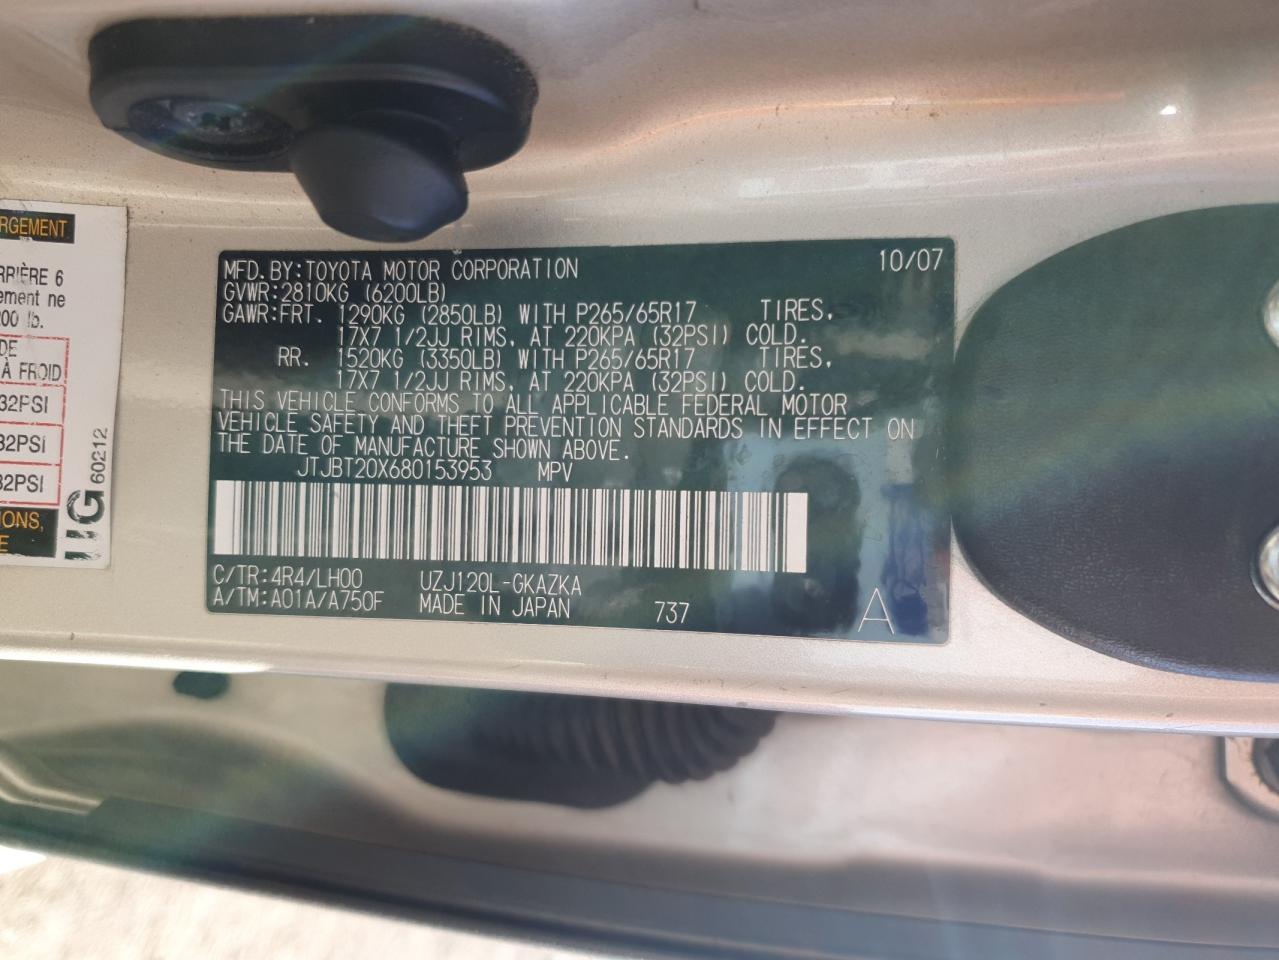 RGEMENT
RRIÈRE 6
ement ne
200 lb.
DE
À FROID
32PSI
32PSI
32PSI
IONS,
E
60212
MFD.BY:TOYOTA MOTOR CORPORATION 10/07
GVWR:2810KG (6200LB)
GAWR:FRT. 1290KG (2850LB) WITH P265/65R17 TIRES,
17X7 1/2JJ RIMS, AT 220KPA (32PSI) COLD.
RR. 1520KG (3350LB) WITH P265/65R17 TIRES,
17X7 1/2JJ RIMS, AT 220KPA (32PSI) COLD.
THIS VEHICLE CONFORMS TO ALL APPLICABLE FEDERAL MOTOR
VEHICLE SAFETY AND THEFT PREVENTION STANDARDS IN EFFECT ON
THE DATE OF MANUFACTURE SHOWN ABOVE.
JTJBT20X680153953 MPV
C/TR:4R4/LH00 UZJ120L-GKAZKA
A/TM:A01A/A750F MADE IN JAPAN 737 A